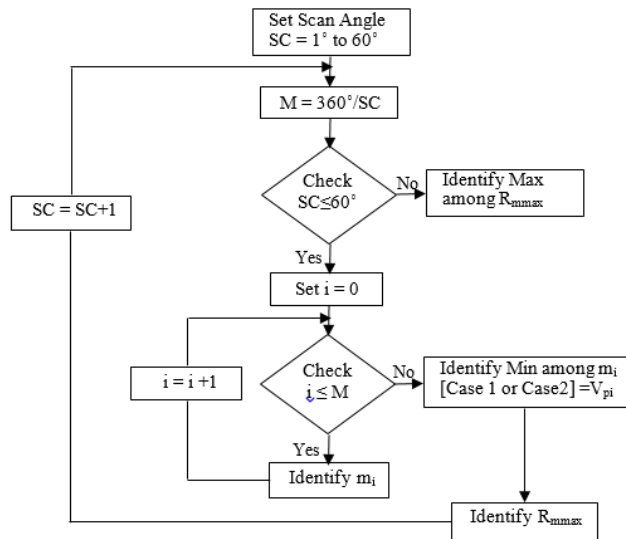 Set Scan Angle
SC = 1˚ to 60˚
M = 360˚/SC
Check
SC≤60˚
No
Identify Max
among Rmmax
SC = SC+1
Yes
Set i = 0
Check
i ≤ M
No
Identify Min among mi
[Case 1 or Case2] =Vpi
i = i +1
Yes
Identify mi
Identify Rmmax